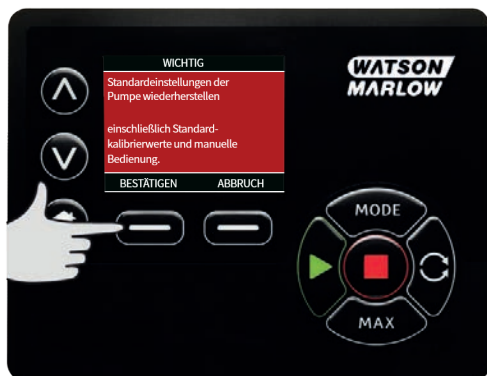 WICHTIG
WATSON
MARLOW
Standardeinstellungen der
Pumpe wiederherstellen
einschließlich Standard-
kalibrierwerte und manuelle
Bedienung.
BESTÄTIGEN ABBRUCH
MODE
MAX